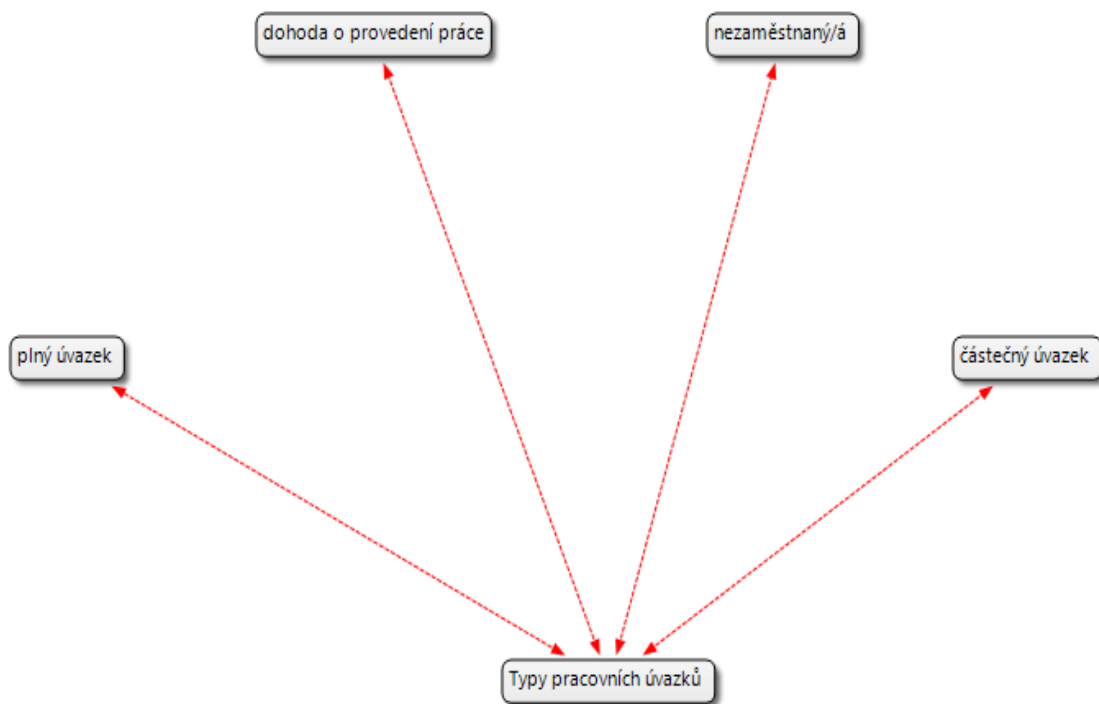 dohoda o provedení práce
nezaměstnaný/á
plný úvazek
částečný úvazek
Typy pracovních úvazků